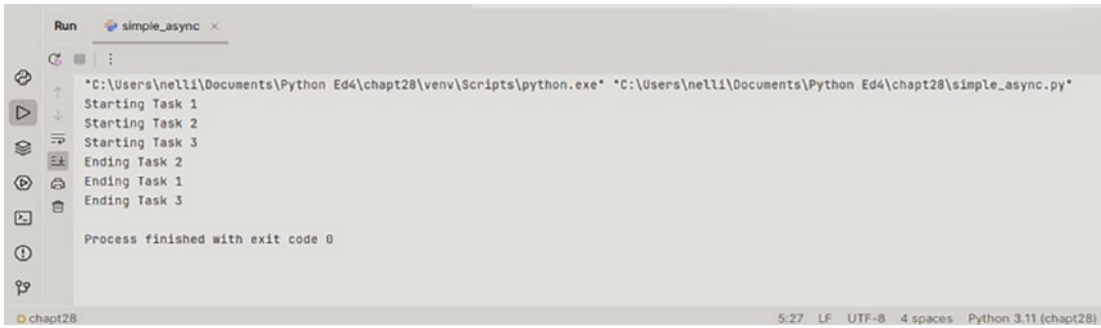 Run simple_async ×
"C:\Users\nelli\Documents\Python Ed4\chapt28\venv\Scripts\python.exe" "C:\Users\nelli\Documents\Python Ed4\chapt28\simple_async.py"
Starting Task 1
Starting Task 2
Starting Task 3
Ending Task 2
Ending Task 1
Ending Task 3
Process finished with exit code 0
chapt28 5:27 LF UTF-8 4 spaces Python 3.11 (chapt28)